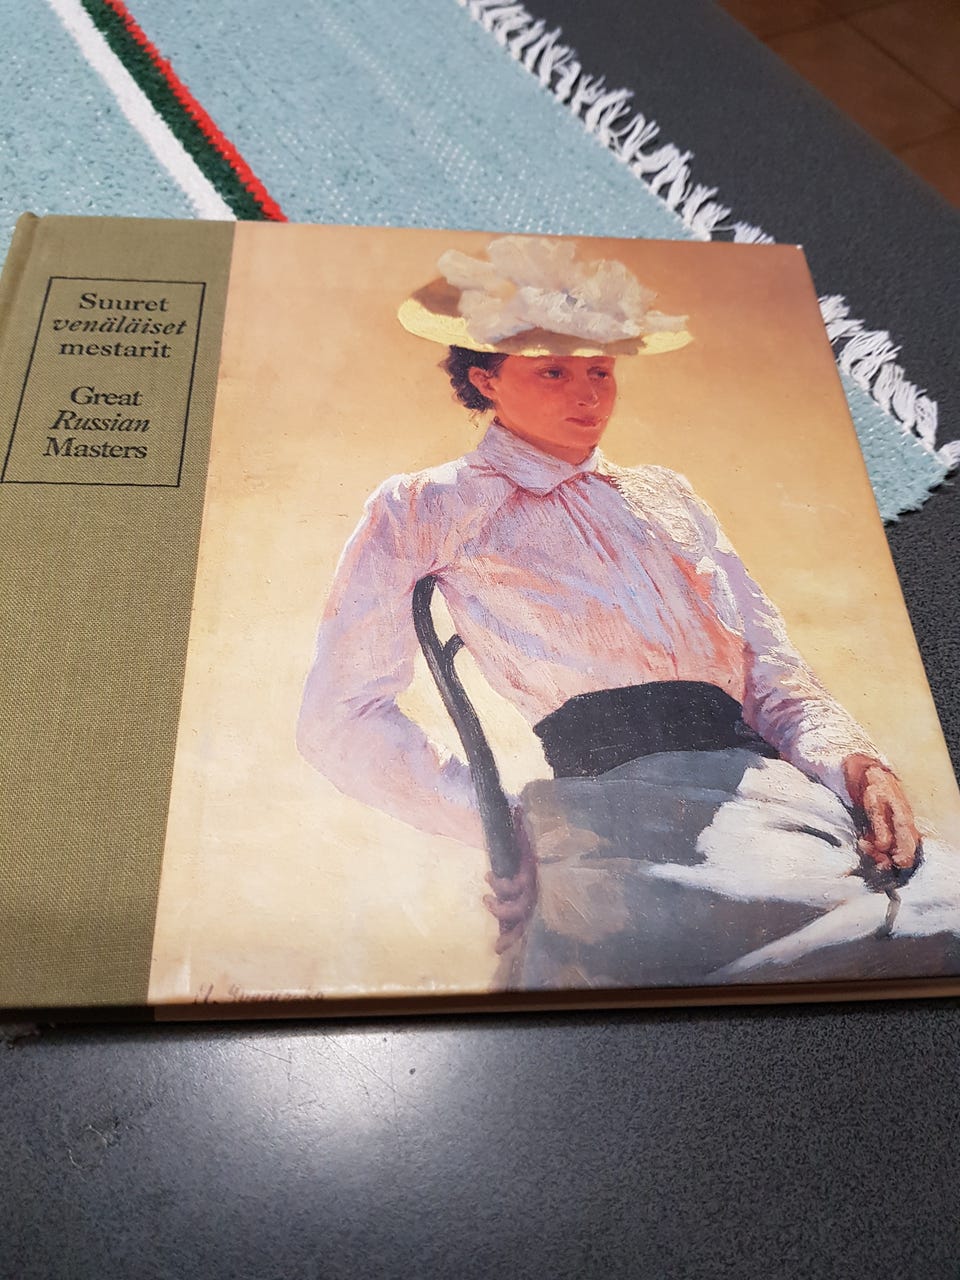 Suuret
venäläiset
mestarit
Great
Russian
Masters